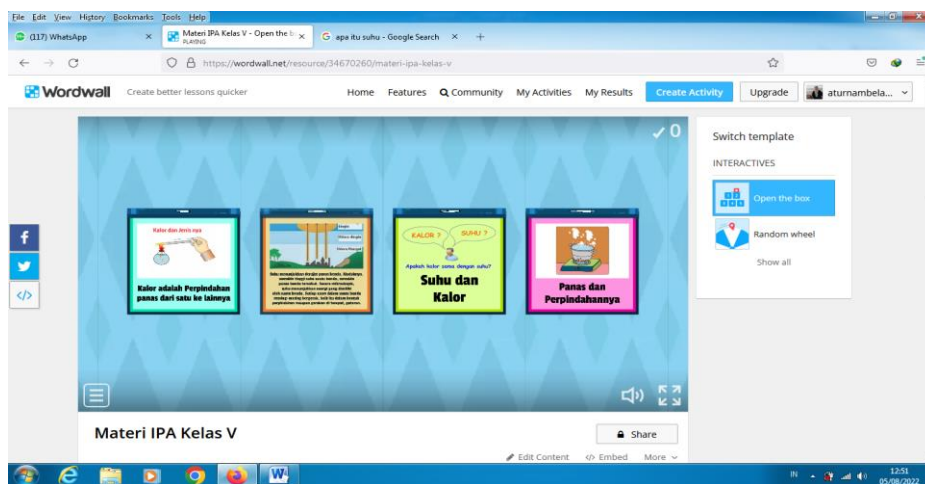 File Edit View History Bookmarks Tools Help
(117) WhatsApp
Materi IPA Kelas V - Open the b
PLAYING
apa itu suhu - Google Search
https://wordwall.net/resource/34670260/materi-ipa-kelas-v
Wordwall Create better lessons quicker Home Features Community My Activities My Results Create Activity Upgrade aturnambela...
0
Switch template
INTERACTIVES
Open the box
Random wheel
Show all
Kalor dan Jenis nya
Kalor adalah Perpindahan
panas dari satu ke lainnya
KALOR ? SUHU ?
Apakah kalor sama dengan suhu?
Suhu dan
Kalor
Panas dan
Perpindahannya
Materi IPA Kelas V
Share
Edit Content Embed More
IN 12:51
05/08/2022